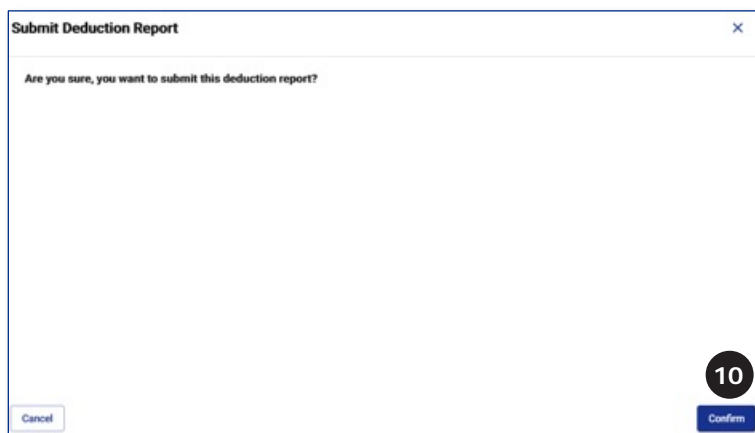 Submit Deduction Report
Are you sure, you want to submit this deduction report?
10
Cancel
Confirm